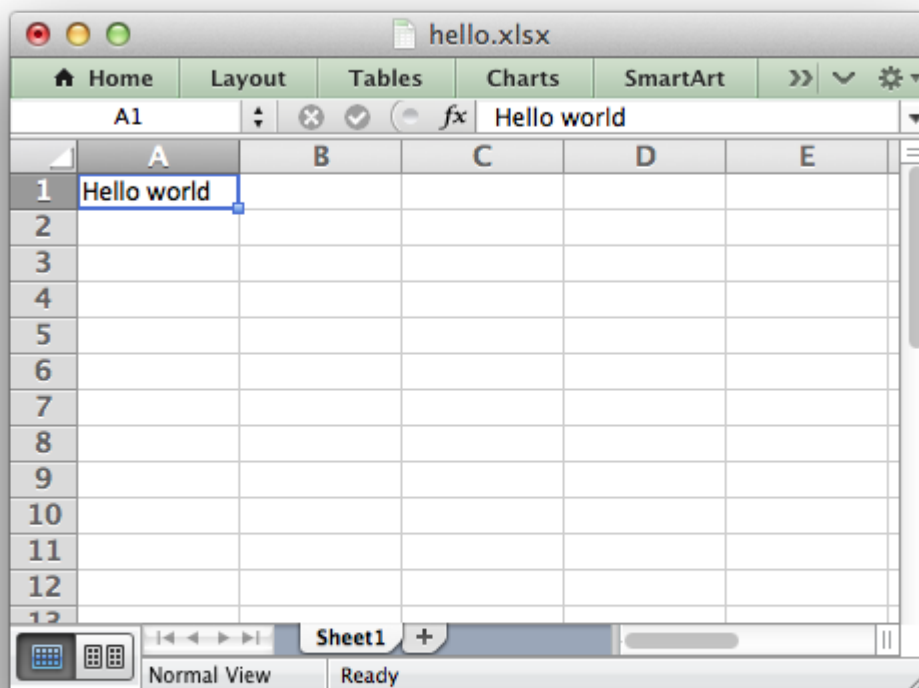 hello.xlsx
Home Layout Tables Charts SmartArt
A1 fx Hello world
A B C D E
1 Hello world
2
3
4
5
6
7
8
9
10
11
12
13
Sheet1 +
Normal View Ready